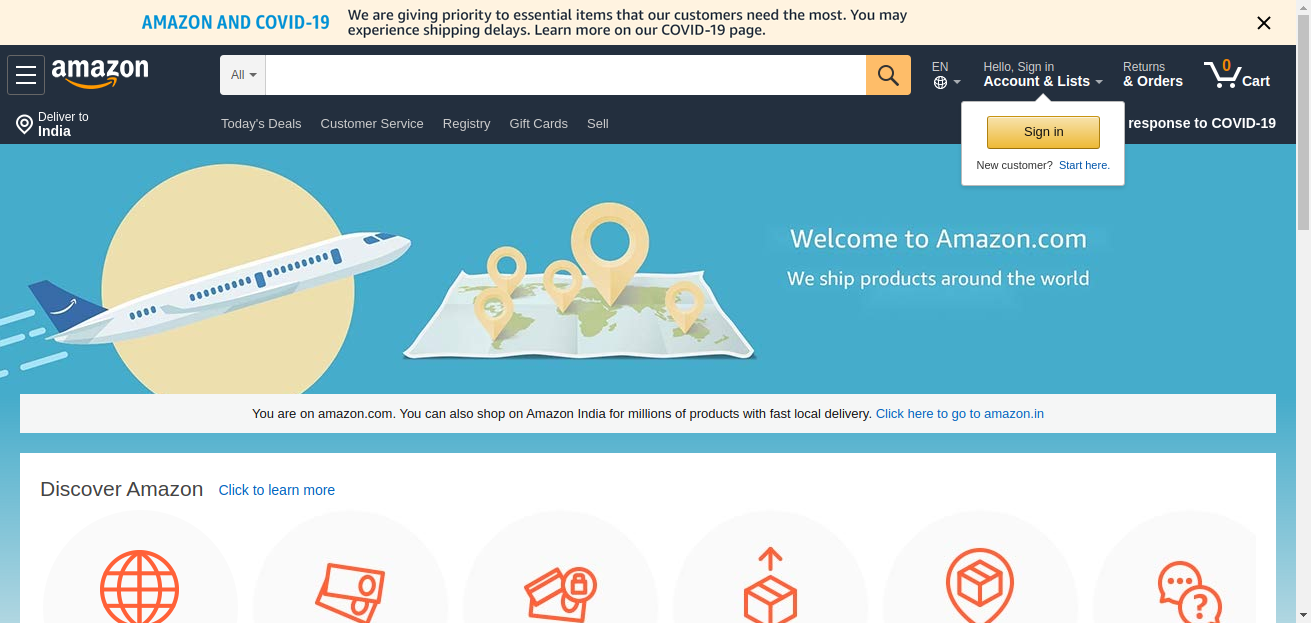 AMAZON AND COVID-19
We are giving priority to essential items that our customers need the most. You may
experience shipping delays. Learn more on our COVID-19 page.
amazon
All
EN
Hello, Sign in
Account & Lists
Returns
& Orders
0
Cart
Deliver to
India
Today's Deals
Customer Service
Registry
Gift Cards
Sell
response to COVID-19
Sign in
New customer? Start here.
Welcome to Amazon.com
We ship products around the world
You are on amazon.com. You can also shop on Amazon India for millions of products with fast local delivery. Click here to go to amazon.in
Discover Amazon
Click to learn more
?